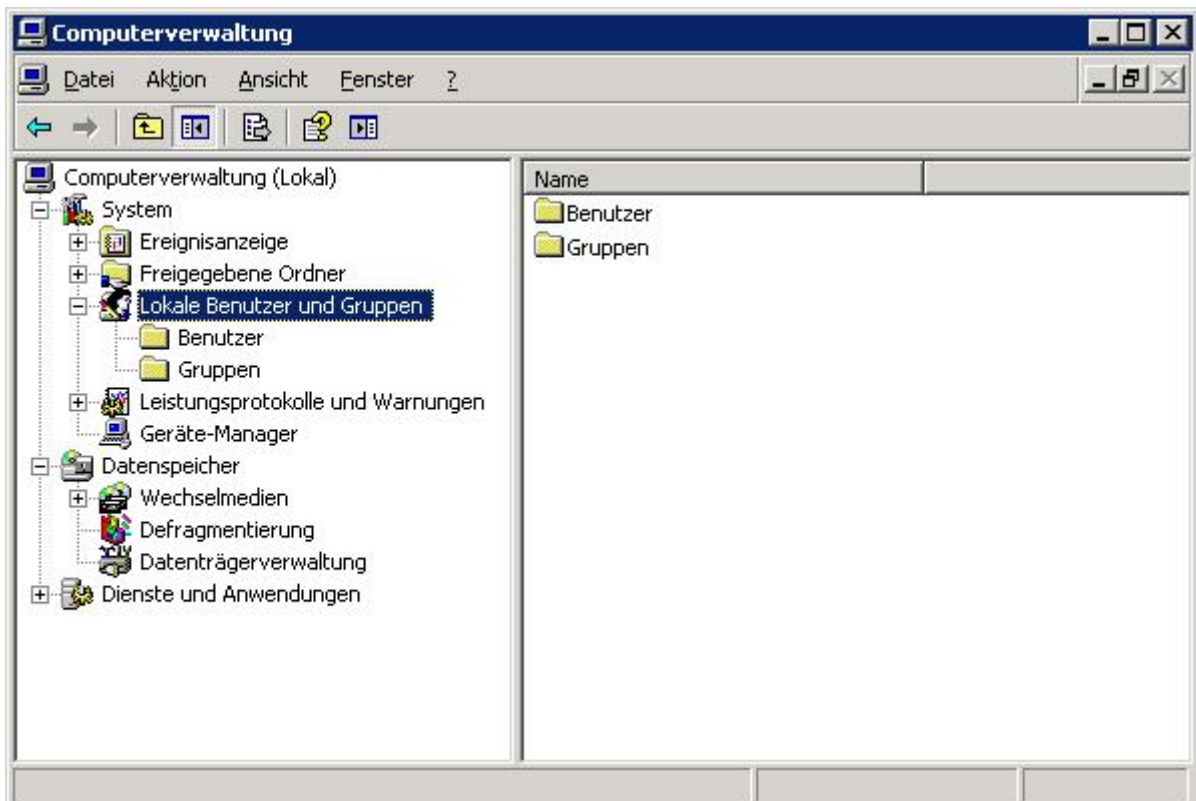 Computerverwaltung
Datei Aktion Ansicht Fenster ?
Computerverwaltung (Lokal)
System
Ereignisanzeige
Freigegebene Ordner
Lokale Benutzer und Gruppen
Benutzer
Gruppen
Leistungsprotokolle und Warnungen
Geräte-Manager
Datenspeicher
Wechselmedien
Defragmentierung
Datenträgerverwaltung
Dienste und Anwendungen
Name
Benutzer
Gruppen